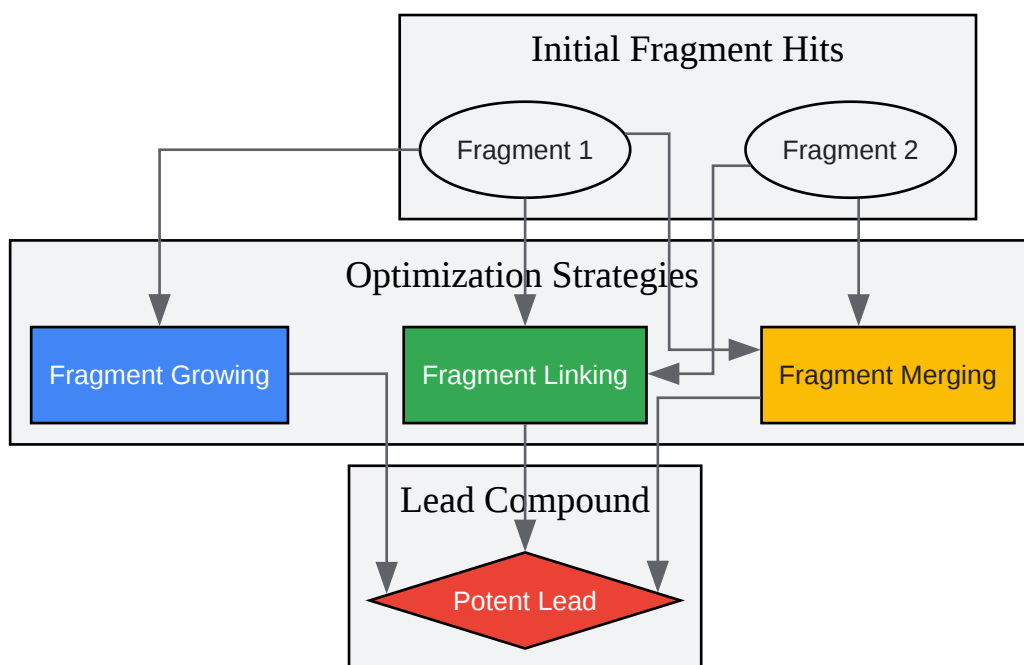 Initial Fragment Hits
Fragment 1
Fragment 2
Optimization Strategies
Fragment Growing
Fragment Linking
Fragment Merging
Lead Compound
Potent Lead